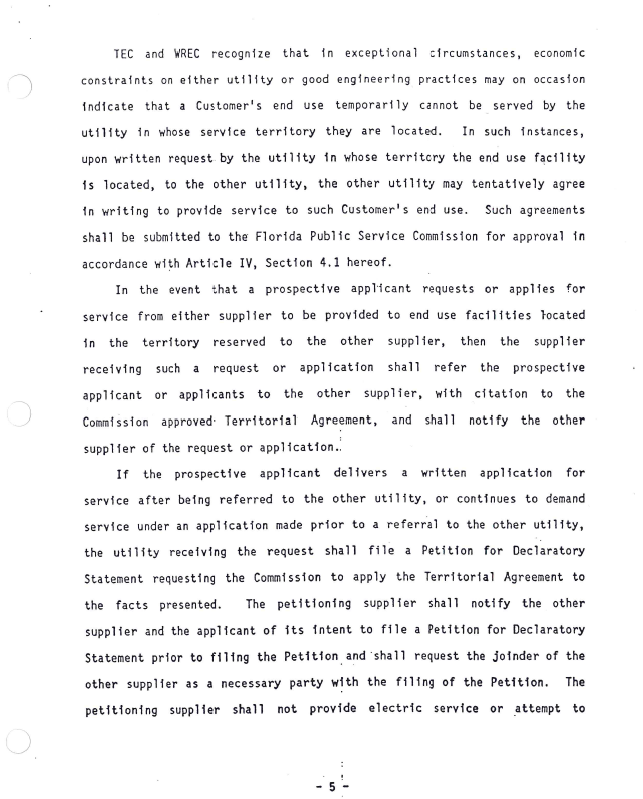 TEC and WREC recognize that in exceptional circumstances, economic
constraints on either utility or good engineering practices may on occasion
indicate that a Customer's end use temporarily cannot be served by the
utility in whose service territory they are located. In such instances,
upon written request by the utility in whose territory the end use facility
is located, to the other utility, the other utility may tentatively agree
in writing to provide service to such Customer's end use. Such agreements
shall be submitted to the Florida Public Service Commission for approval in
accordance with Article IV, Section 4.1 hereof.
In the event that a prospective applicant requests or applies for
service from either supplier to be provided to end use facilities located
in the territory reserved to the other supplier, then the supplier
receiving such a request or application shall refer the prospective
applicant or applicants to the other supplier, with citation to the
Commission approved Territorial Agreement, and shall notify the other
supplier of the request or application.
If the prospective applicant delivers a written application for
service after being referred to the other utility, or continues to demand
service under an application made prior to a referral to the other utility,
the utility receiving the request shall file a Petition for Declaratory
Statement requesting the Commission to apply the Territorial Agreement to
the facts presented. The petitioning supplier shall notify the other
supplier and the applicant of its intent to file a Petition for Declaratory
Statement prior to filing the Petition and shall request the joinder of the
other supplier as a necessary party with the filing of the Petition. The
petitioning supplier shall not provide electric service or attempt to
- 5 -